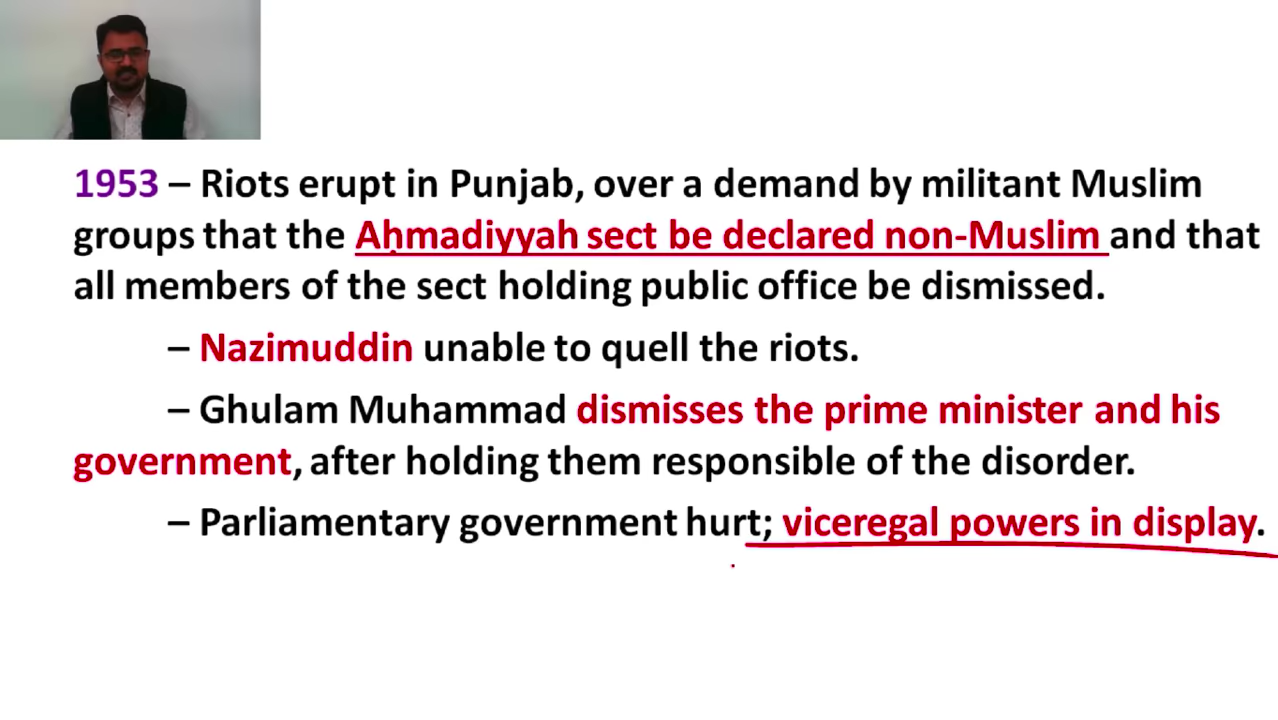 1953 – Riots erupt in Punjab, over a demand by militant Muslim
groups that the Aḥmadiyyah sect be declared non-Muslim and that
all members of the sect holding public office be dismissed.
– Nazimuddin unable to quell the riots.
– Ghulam Muhammad dismisses the prime minister and his
government, after holding them responsible of the disorder.
– Parliamentary government hurt; viceregal powers in display.